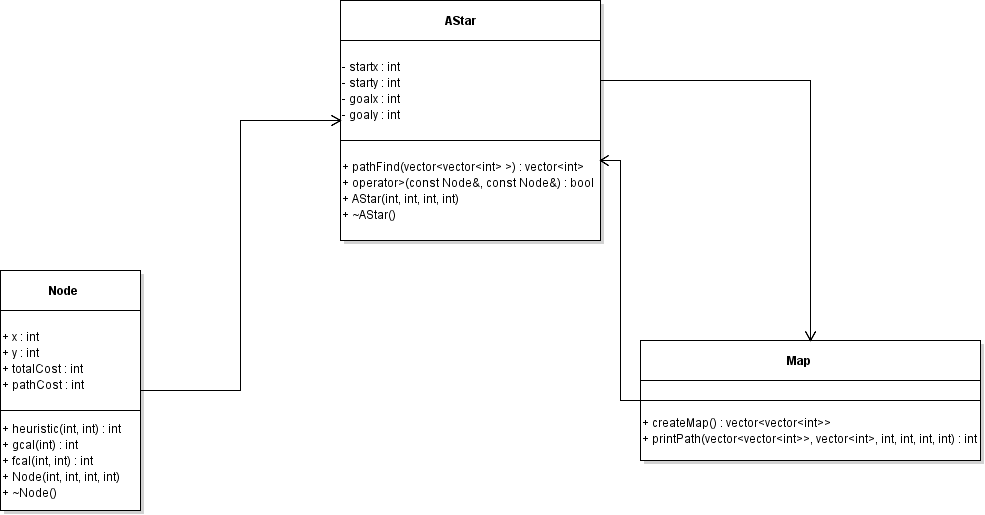 AStar
- startx : int
- starty : int
- goalx : int
- goaly : int
+ pathFind(vector<vector<int> >) : vector<int>
+ operator>(const Node&, const Node&) : bool
+ AStar(int, int, int, int)
+ ~AStar()
Node
+ x : int
+ y : int
+ totalCost : int
+ pathCost : int
+ heuristic(int, int) : int
+ gcal(int) : int
+ fcal(int, int) : int
+ Node(int, int, int, int)
+ ~Node()
Map
+ createMap() : vector<vector<int>>
+ printPath(vector<vector<int>>, vector<int>, int, int, int, int) : int